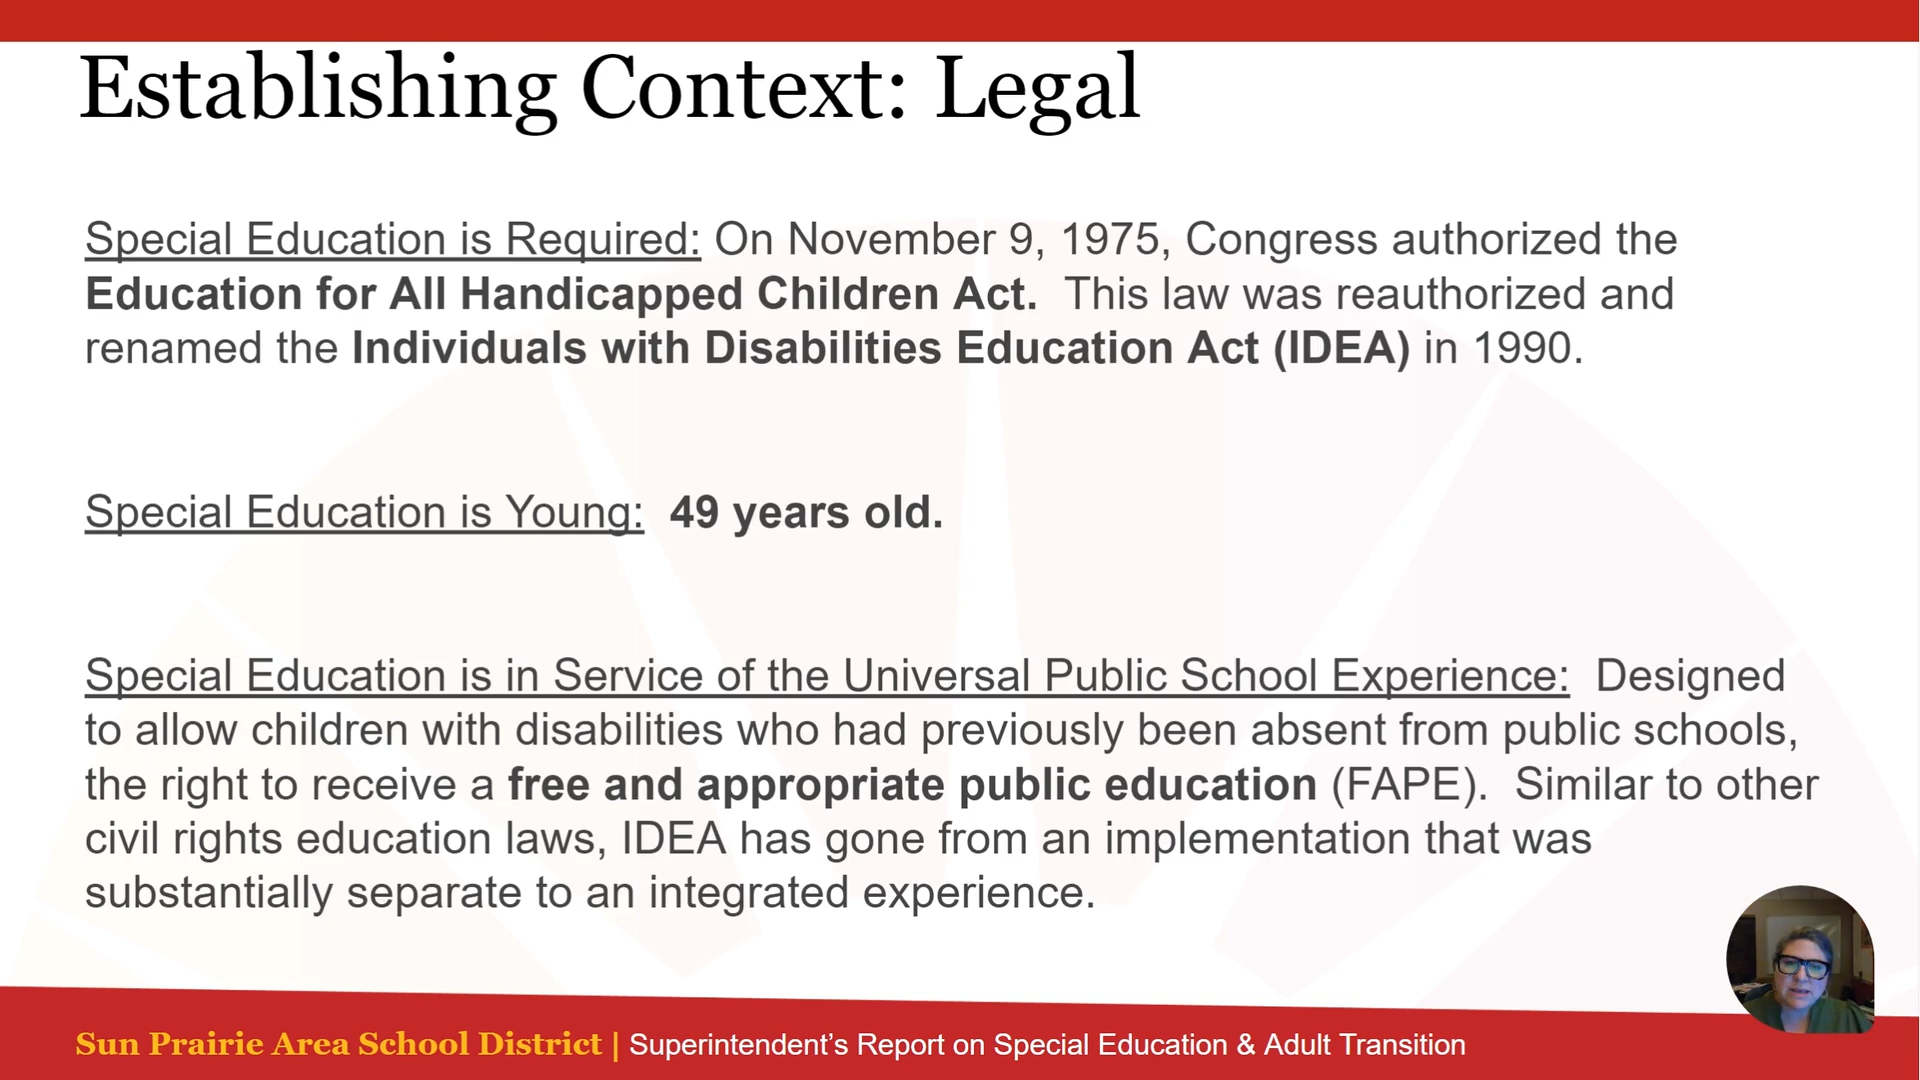 Establishing Context: Legal
Special Education is Required: On November 9, 1975, Congress authorized the
Education for All Handicapped Children Act.  This law was reauthorized and
renamed the Individuals with Disabilities Education Act (IDEA) in 1990.
Special Education is Young:  49 years old.
Special Education is in Service of the Universal Public School Experience:  Designed
to allow children with disabilities who had previously been absent from public schools,
the right to receive a free and appropriate public education (FAPE).  Similar to other
civil rights education laws, IDEA has gone from an implementation that was
substantially separate to an integrated experience.
Sun Prairie Area School District | Superintendent’s Report on Special Education & Adult Transition